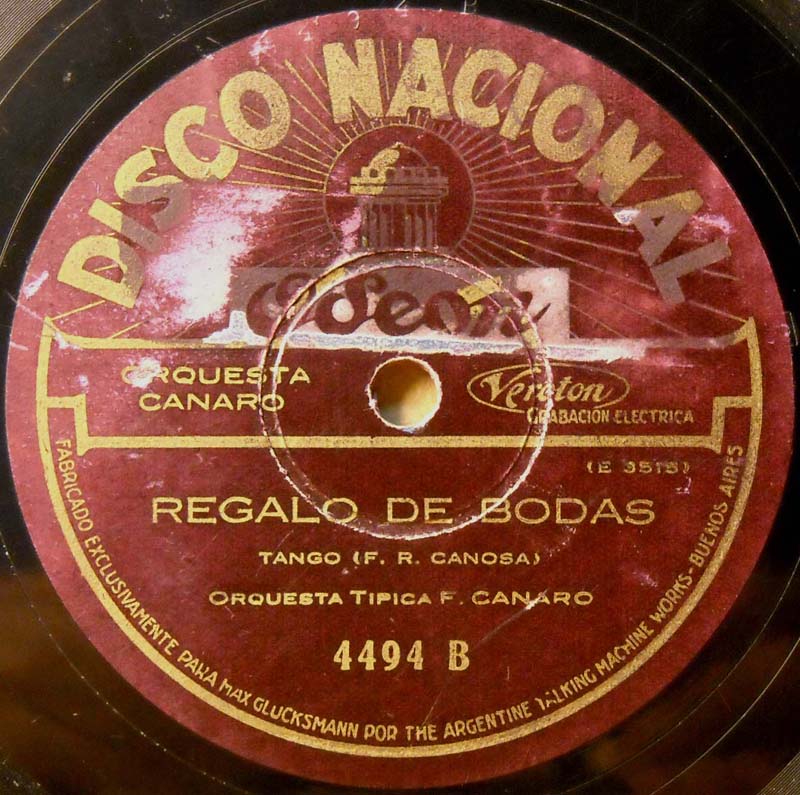 DISCO NACIONAL
Odeon
ORQUESTA
CANARO
Veroton
GRABACION ELECTRICA
(E 3515)
REGALO DE BODAS
TANGO (F. R. CANOSA)
ORQUESTA TIPICA F. CANARO
4494 B
FABRICADO EXCLUSIVAMENTE PARA MAX GLUCKSMANN POR THE ARGENTINE TALKING MACHINE WORKS-BUENOS AIRES